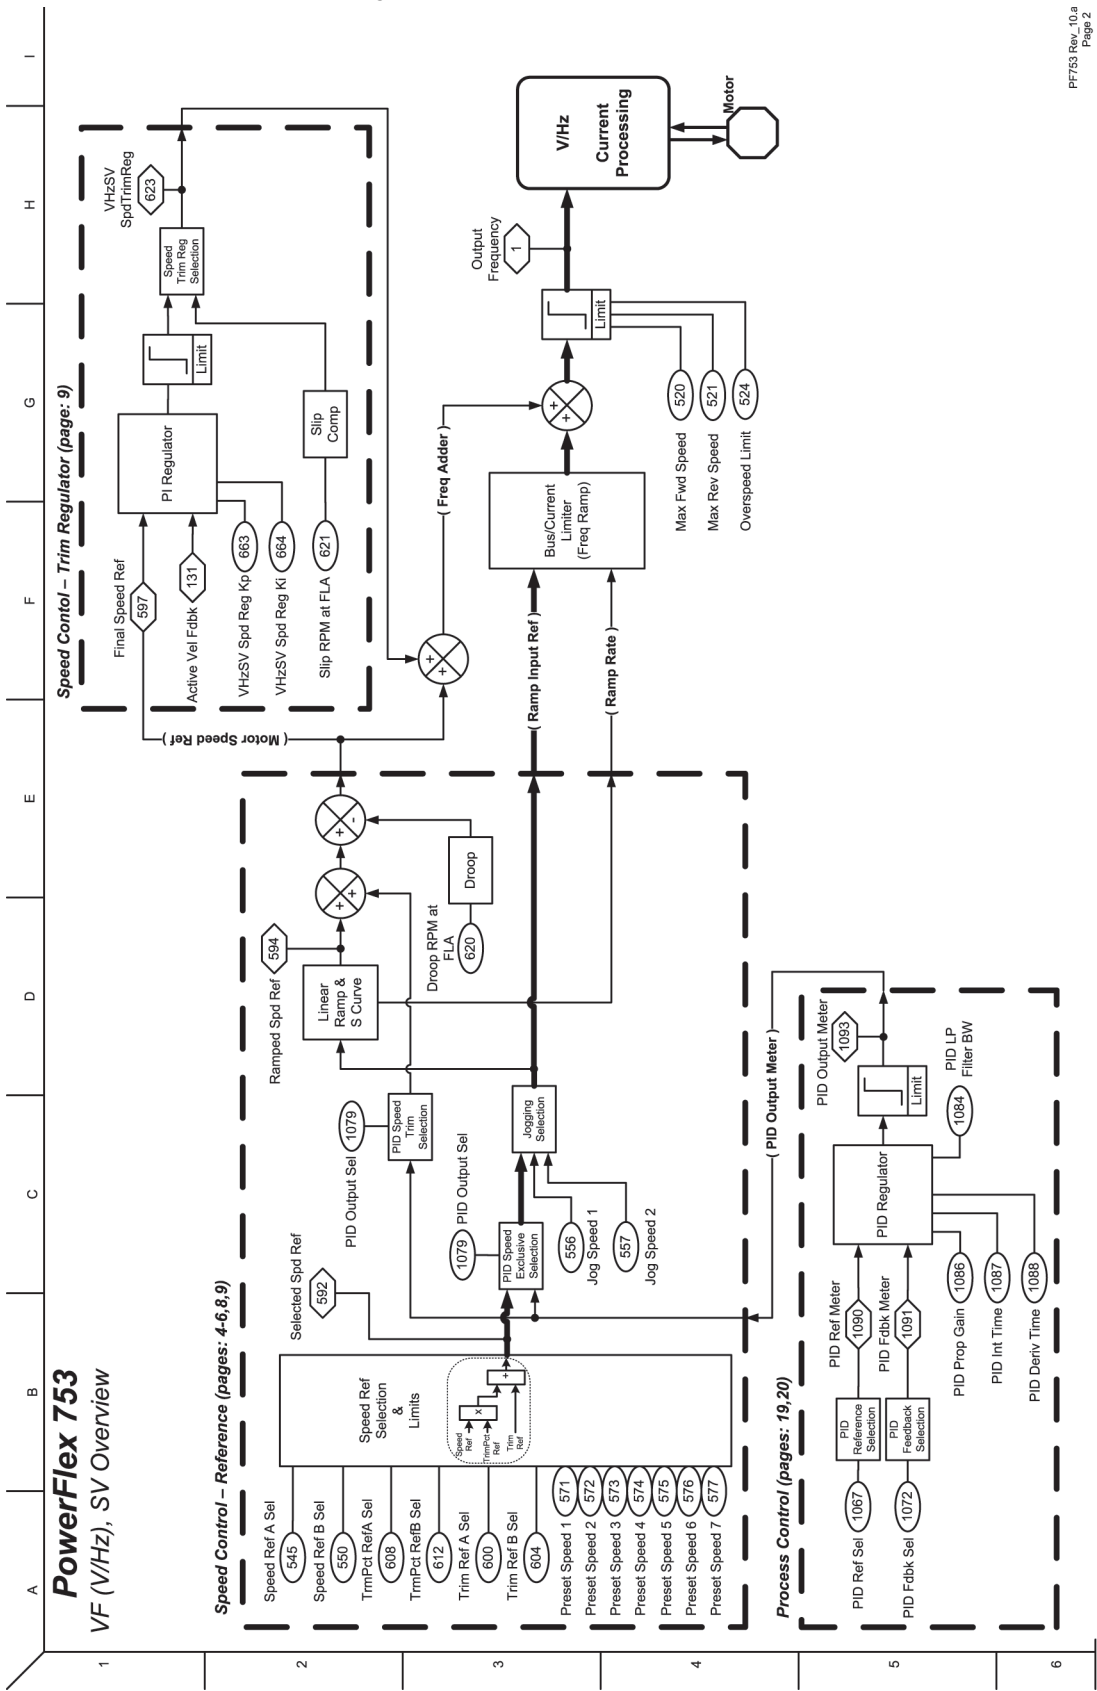 PF753 Rev_10.a
Page 2
A
B
C
D
E
F
G
H
I
1
2
3
4
5
6
PowerFlex 753
VF (V/Hz), SV Overview
Speed Contol – Trim Regulator (page: 9)
Final Speed Ref
597
Active Vel Fdbk
131
VHzSV Spd Reg Kp
663
VHzSV Spd Reg Ki
664
Slip RPM at FLA
621
PI Regulator
Limit
Slip
Comp
Speed
Trim Reg
Selection
VHzSV
SpdTrimReg
623
( Motor Speed Ref )
Speed Control – Reference (pages: 4-6,8,9)
Speed Ref A Sel
545
Speed Ref B Sel
550
TrmPct RefA Sel
608
TrmPct RefB Sel
612
Trim Ref A Sel
600
Trim Ref B Sel
604
Preset Speed 1
571
Preset Speed 2
572
Preset Speed 3
573
Preset Speed 4
574
Preset Speed 5
575
Preset Speed 6
576
Preset Speed 7
577
Speed Ref
Selection
&
Limits
Speed
Ref
TrimPct
Ref
Trim
Ref
x
+
Selected Spd Ref
592
PID Output Sel
1079
PID Speed
Trim
Selection
1079
PID Output Sel
PID Speed
Exclusive
Selection
556
Jog Speed 1
557
Jog Speed 2
Jogging
Selection
Ramped Spd Ref
594
Linear
Ramp &
S Curve
+
+
+
-
Droop RPM at
FLA
620
Droop
+
+
( Freq Adder )
( Ramp Input Ref )
( Ramp Rate )
Bus/Current
Limiter
(Freq Ramp)
+
+
Limit
Max Fwd Speed
520
Max Rev Speed
521
Overspeed Limit
524
Output
Frequency
1
V/Hz
Current
Processing
Motor
( PID Output Meter )
Process Control (pages: 19,20)
PID Ref Sel
1067
PID Fdbk Sel
1072
PID
Reference
Selection
PID
Feedback
Selection
PID Ref Meter
1090
PID Fdbk Meter
1091
PID Prop Gain
1086
PID Int Time
1087
PID Deriv Time
1088
PID Regulator
1084
PID LP
Filter BW
Limit
PID Output Meter
1093